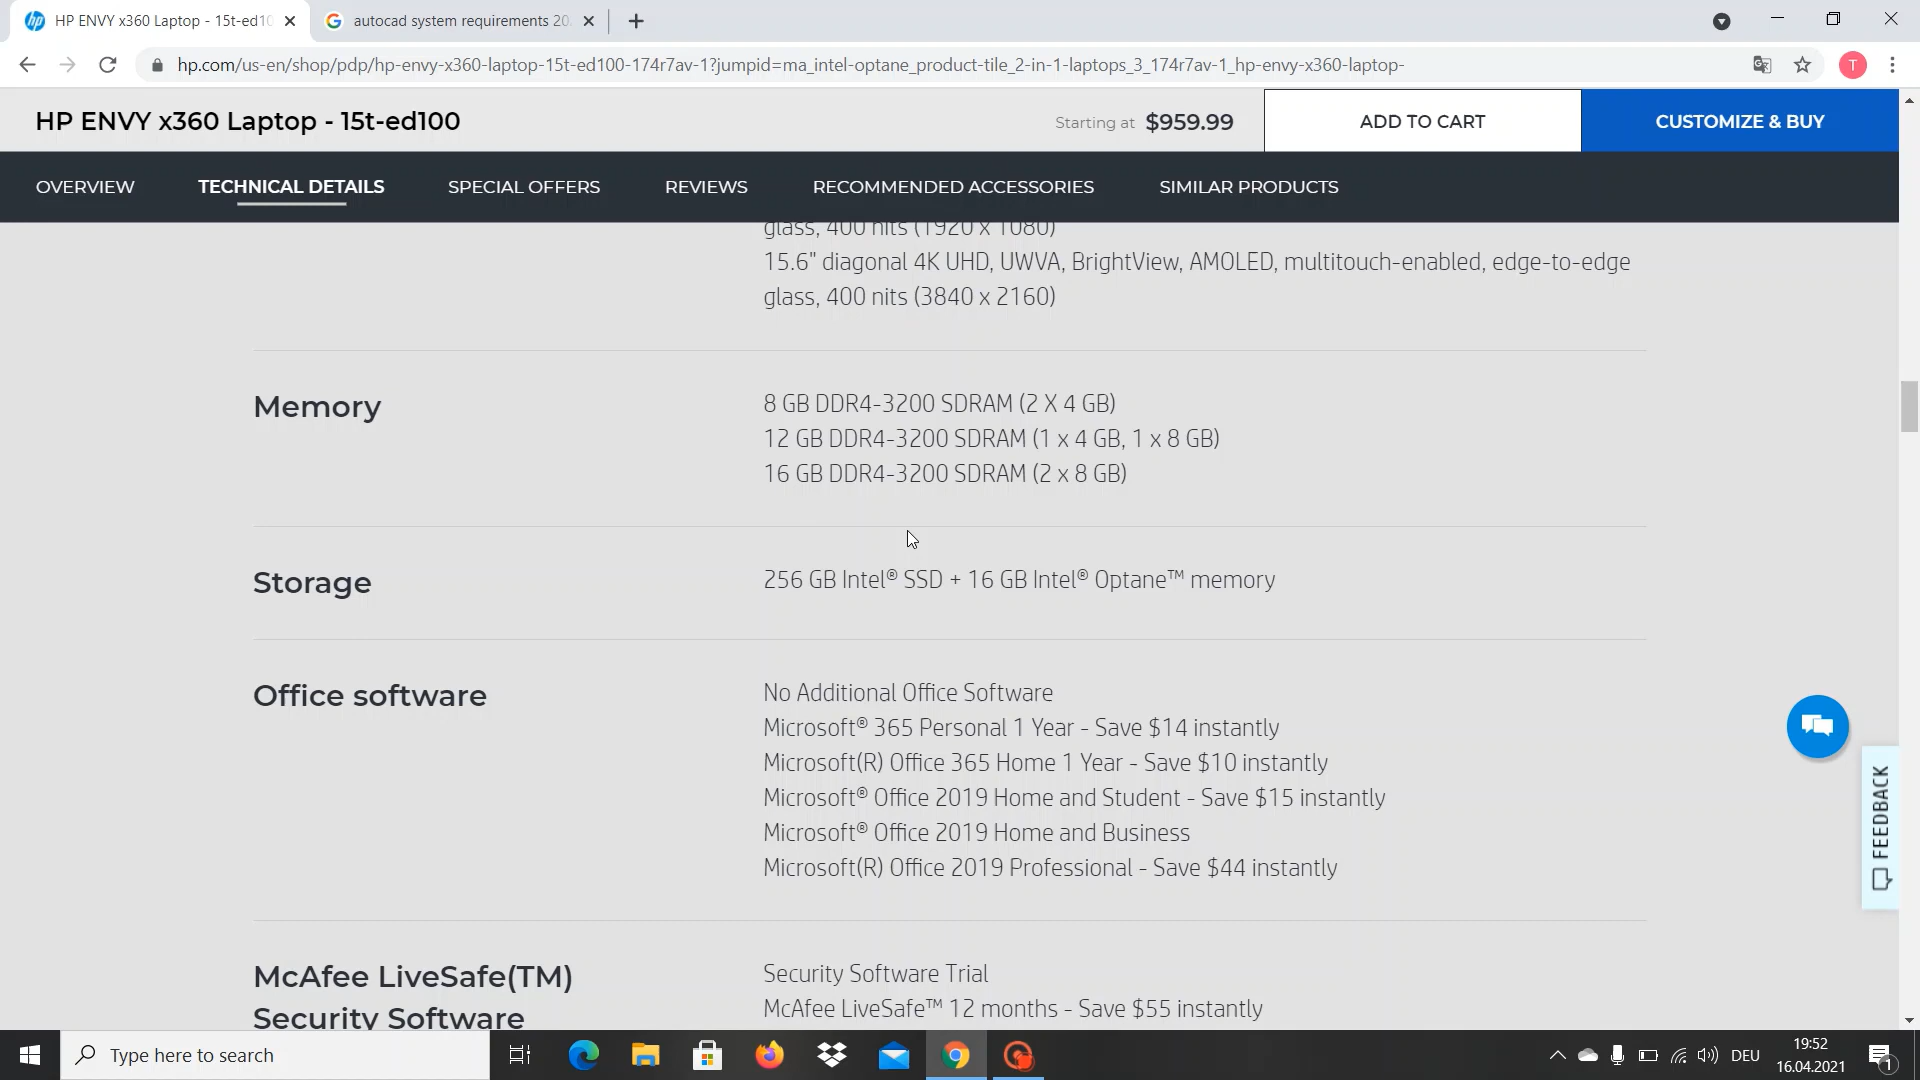 HP ENVY x360 Laptop - 15t-ed10
autocad system requirements 20
hp.com/us-en/shop/pdp/hp-envy-x360-laptop-15t-ed100-174r7av-1?jumpid=ma_intel-optane_product-tile_2-in-1-laptops_3_174r7av-1_hp-envy-x360-laptop-
T
HP ENVY x360 Laptop - 15t-ed100
Starting at $959.99
ADD TO CART
CUSTOMIZE & BUY
OVERVIEW
TECHNICAL DETAILS
SPECIAL OFFERS
REVIEWS
RECOMMENDED ACCESSORIES
SIMILAR PRODUCTS
glass, 400 nits (1920 x 1080)
15.6" diagonal 4K UHD, UWVA, BrightView, AMOLED, multitouch-enabled, edge-to-edge
glass, 400 nits (3840 x 2160)
Memory
8 GB DDR4-3200 SDRAM (2 X 4 GB)
12 GB DDR4-3200 SDRAM (1 x 4 GB, 1 x 8 GB)
16 GB DDR4-3200 SDRAM (2 x 8 GB)
Storage
256 GB Intel® SSD + 16 GB Intel® Optane™ memory
Office software
No Additional Office Software
Microsoft® 365 Personal 1 Year - Save $14 instantly
Microsoft(R) Office 365 Home 1 Year - Save $10 instantly
Microsoft® Office 2019 Home and Student - Save $15 instantly
Microsoft® Office 2019 Home and Business
Microsoft(R) Office 2019 Professional - Save $44 instantly
FEEDBACK
McAfee LiveSafe(TM)
Security Software
Security Software Trial
McAfee LiveSafe™ 12 months - Save $55 instantly
Type here to search
DEU
19:52
16.04.2021
1